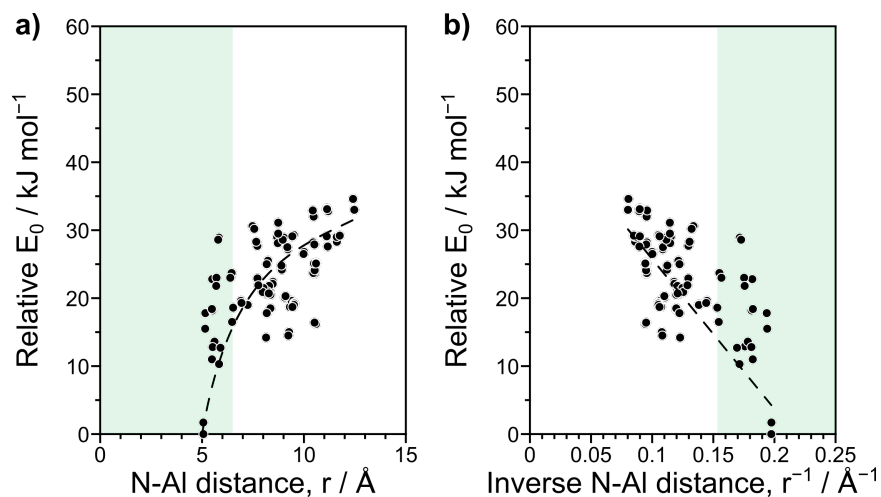 a)
Relative E₀ / kJ mol⁻¹
60
50
40
30
20
10
0
0 5 10 15
N-Al distance, r / Å
b)
Relative E₀ / kJ mol⁻¹
60
50
40
30
20
10
0
0 0.05 0.1 0.15 0.2 0.25
Inverse N-Al distance, r⁻¹ / Å⁻¹